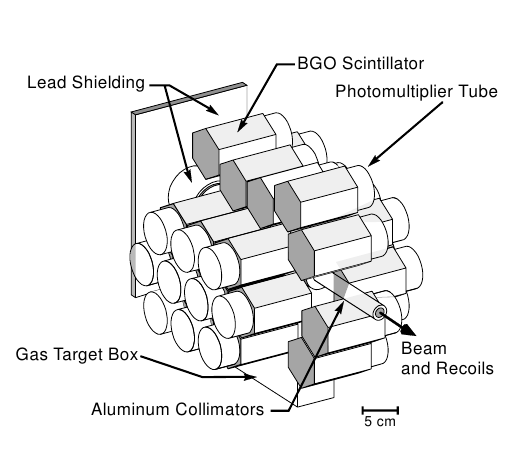 BGO Scintillator
Lead Shielding
Photomultiplier Tube
Beam
and Recoils
Gas Target Box
Aluminum Collimators
5 cm